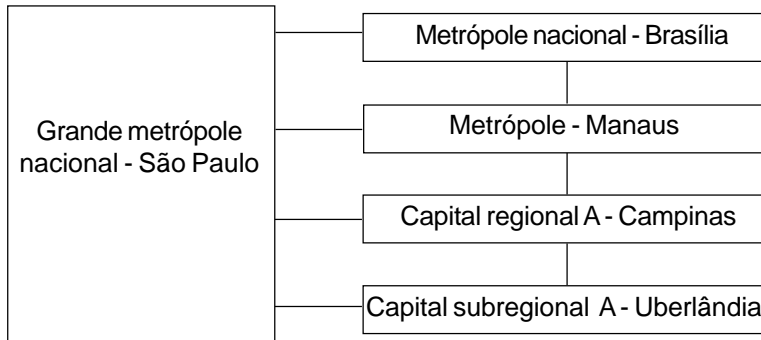 Grande metrópole
nacional - São Paulo
Metrópole nacional - Brasília
Metrópole - Manaus
Capital regional A - Campinas
Capital subregional A - Uberlândia